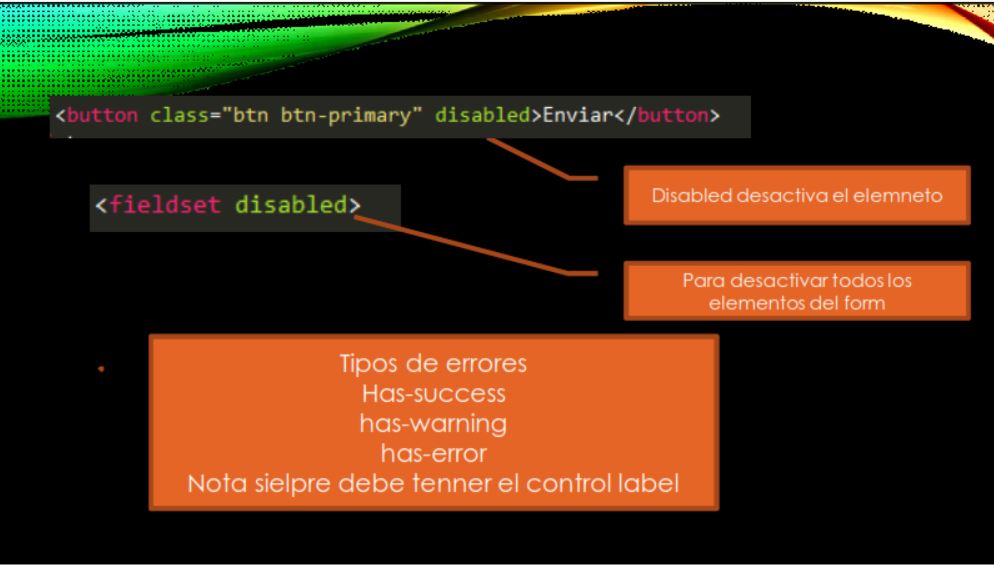 <button class="btn btn-primary" disabled>Enviar</button>
Disabled desactiva el elemneto
<fieldset disabled>
Para desactivar todos los
elementos del form
Tipos de errores
Has-success
has-warning
has-error
Nota sielpre debe tenner el control label